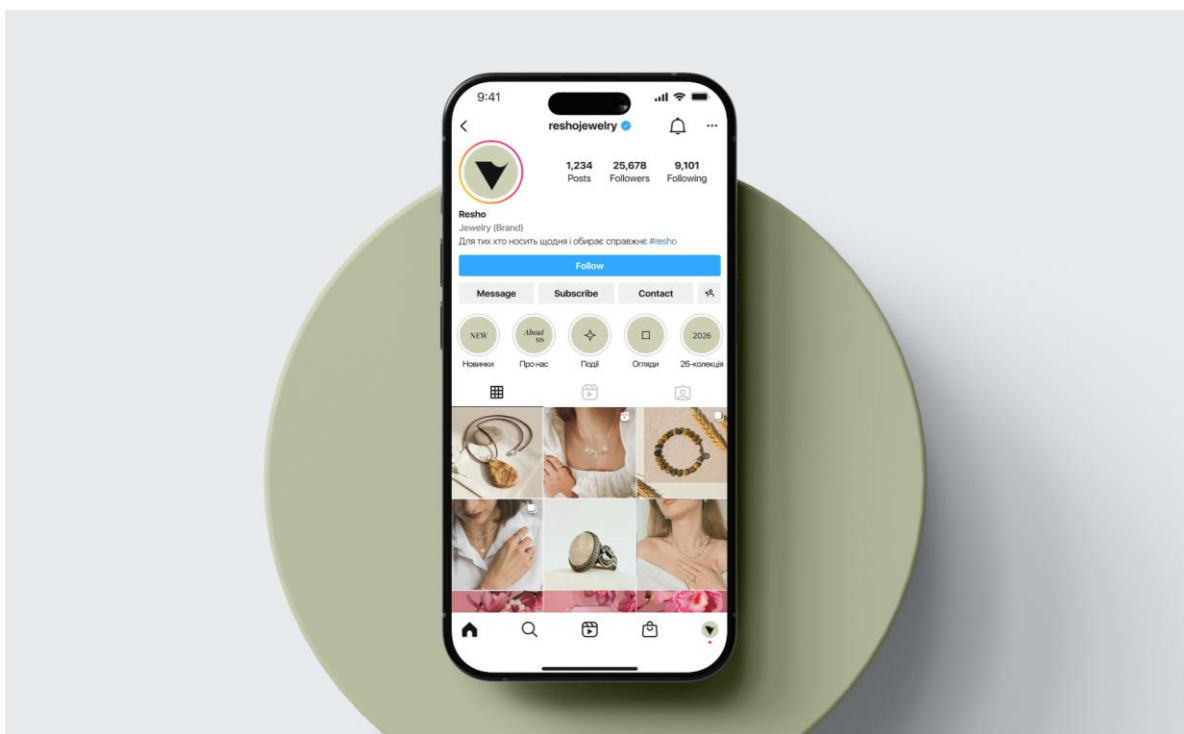 9:41
reshojewelry
1,234 25,678 9,101
Posts Followers Following
Resho
Jewelry (Brand)
Для тих хто носить щодня і обирає справжнє #resho
Follow
Message Subscribe Contact
NEW About us 2026
Новинки Про нас Події Огляди 26-колекція